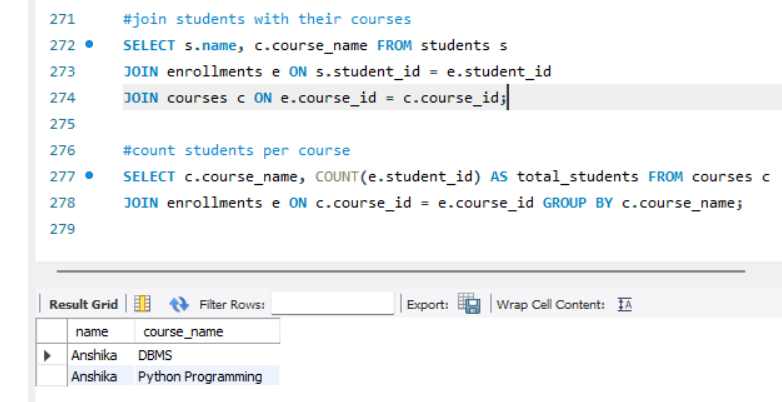 271 #join students with their courses
272 SELECT s.name, c.course_name FROM students s
273 JOIN enrollments e ON s.student_id = e.student_id
274 JOIN courses c ON e.course_id = c.course_id;
275
276 #count students per course
277 SELECT c.course_name, COUNT(e.student_id) AS total_students FROM courses c
278 JOIN enrollments e ON c.course_id = e.course_id GROUP BY c.course_name;
279
Result Grid Filter Rows: Export: Wrap Cell Content:
name course_name
Anshika DBMS
Anshika Python Programming